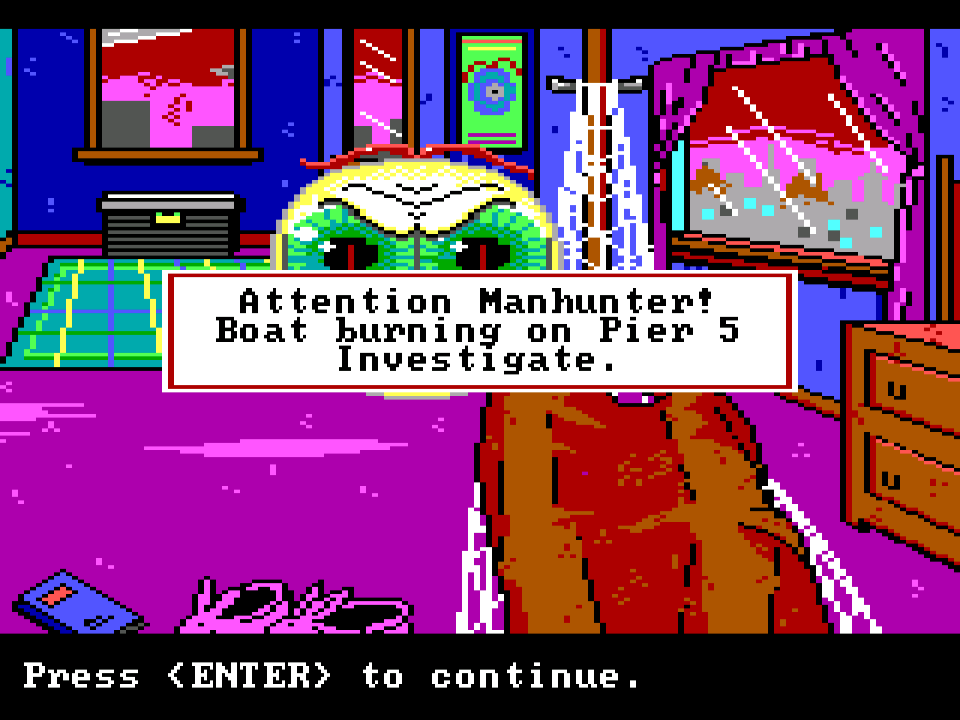 Attention Manhunter!
Boat burning on Pier 5
Investigate.
Press <ENTER> to continue.